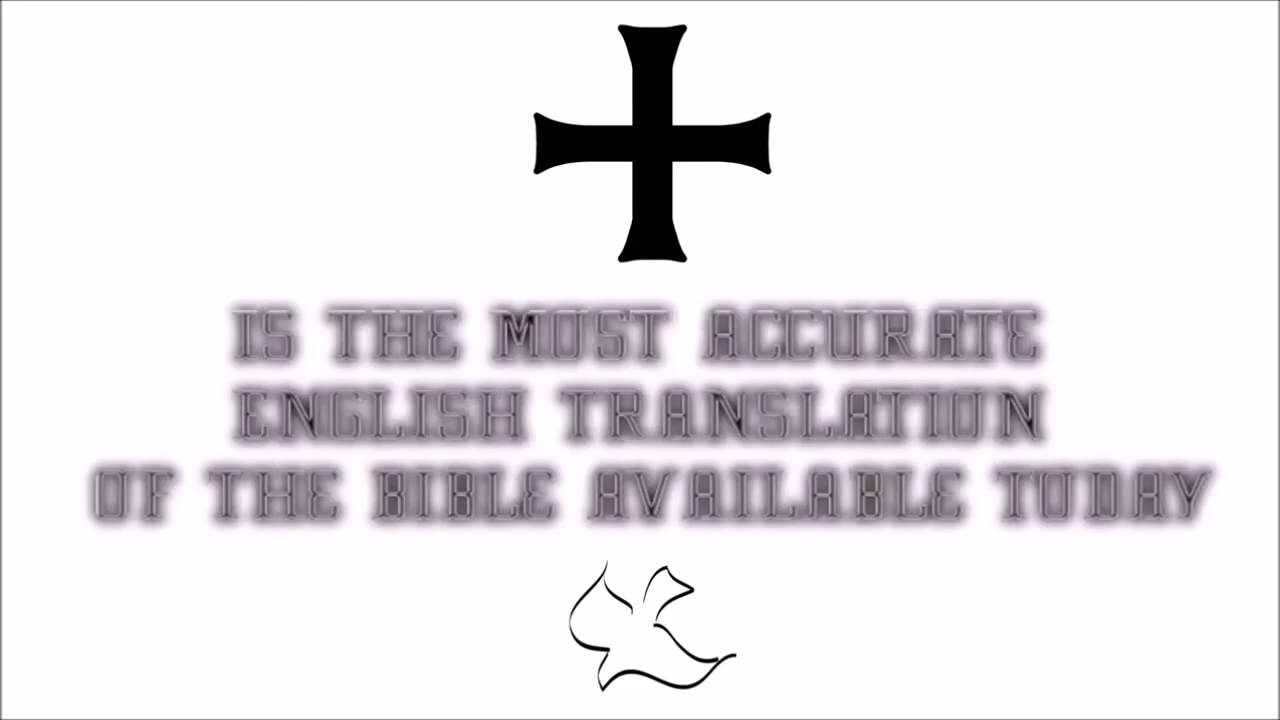 IS THE MOST ACCURATE
ENGLISH TRANSLATION
OF THE BIBLE AVAILABLE TODAY